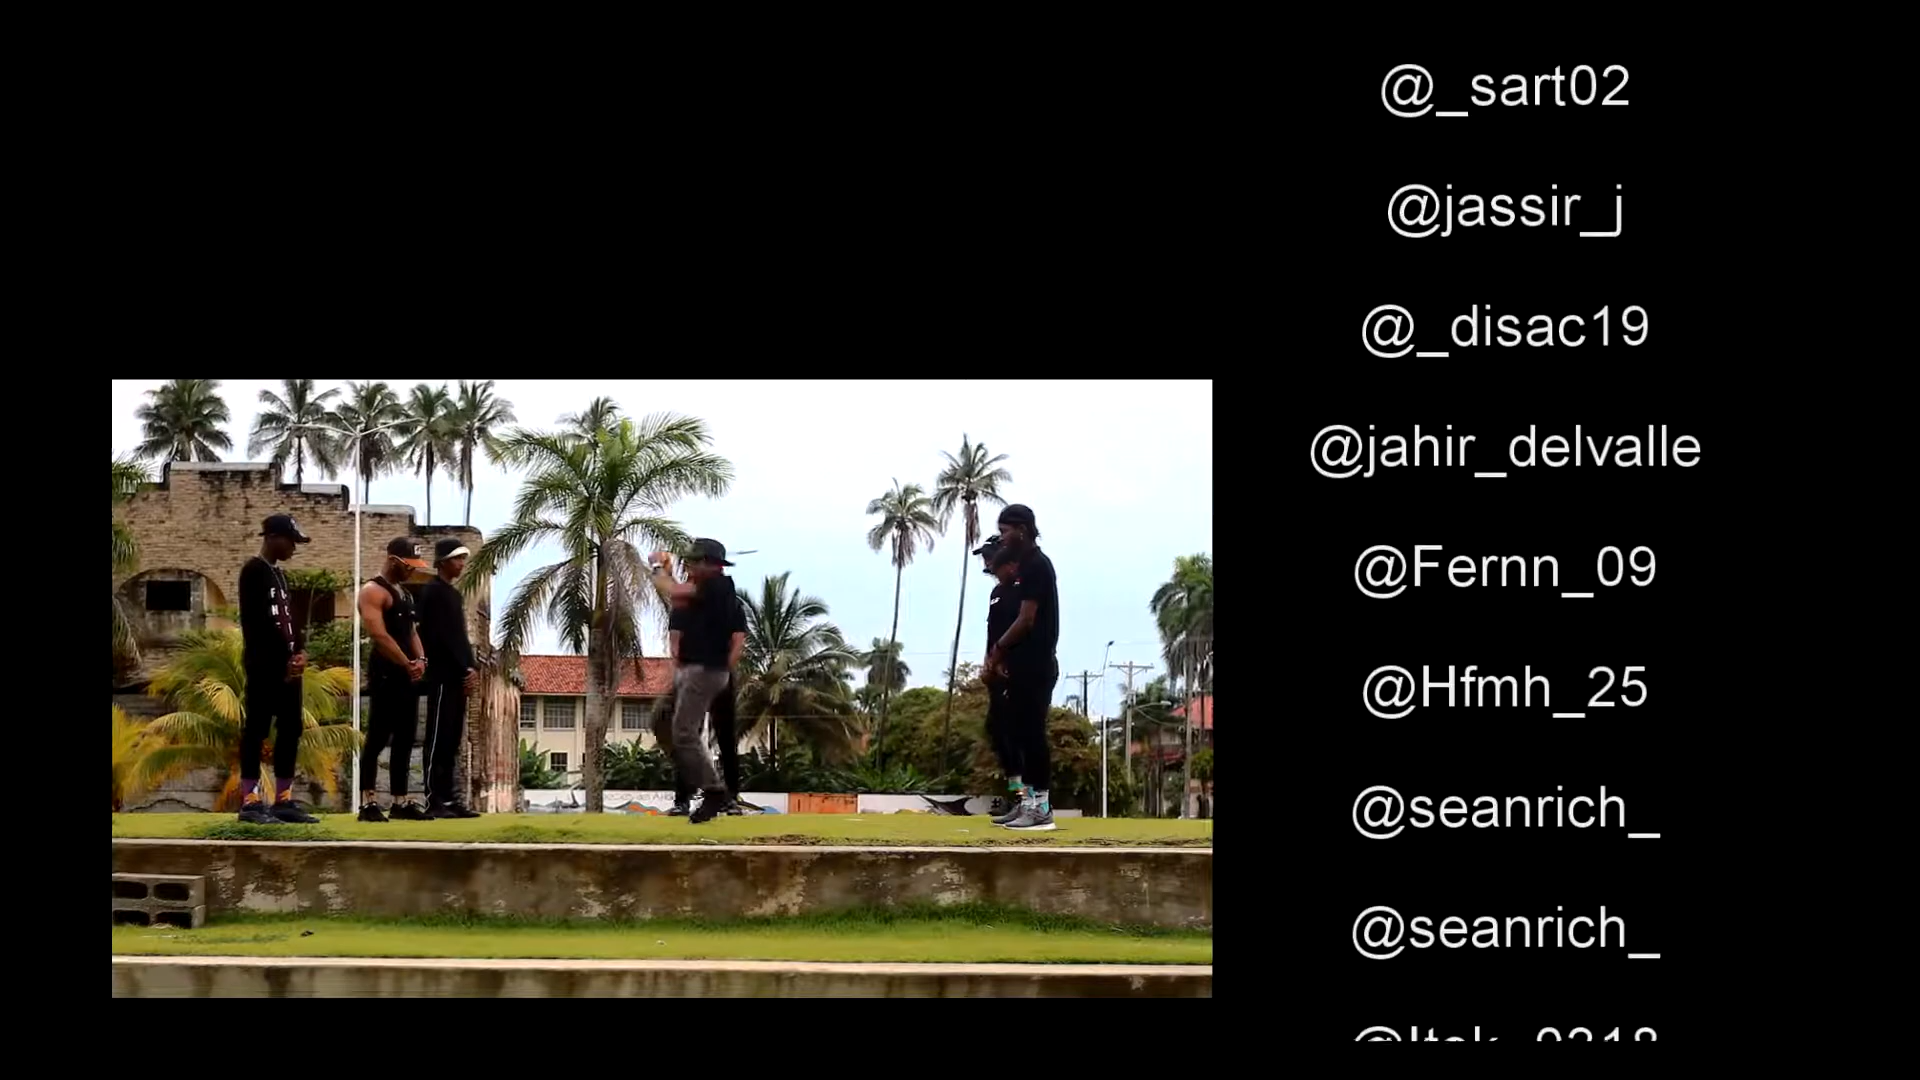 @_sart02
@jassir_j
@_disac19
@jahir_delvalle
@Fernn_09
@Hfmh_25
@seanrich_
@seanrich_